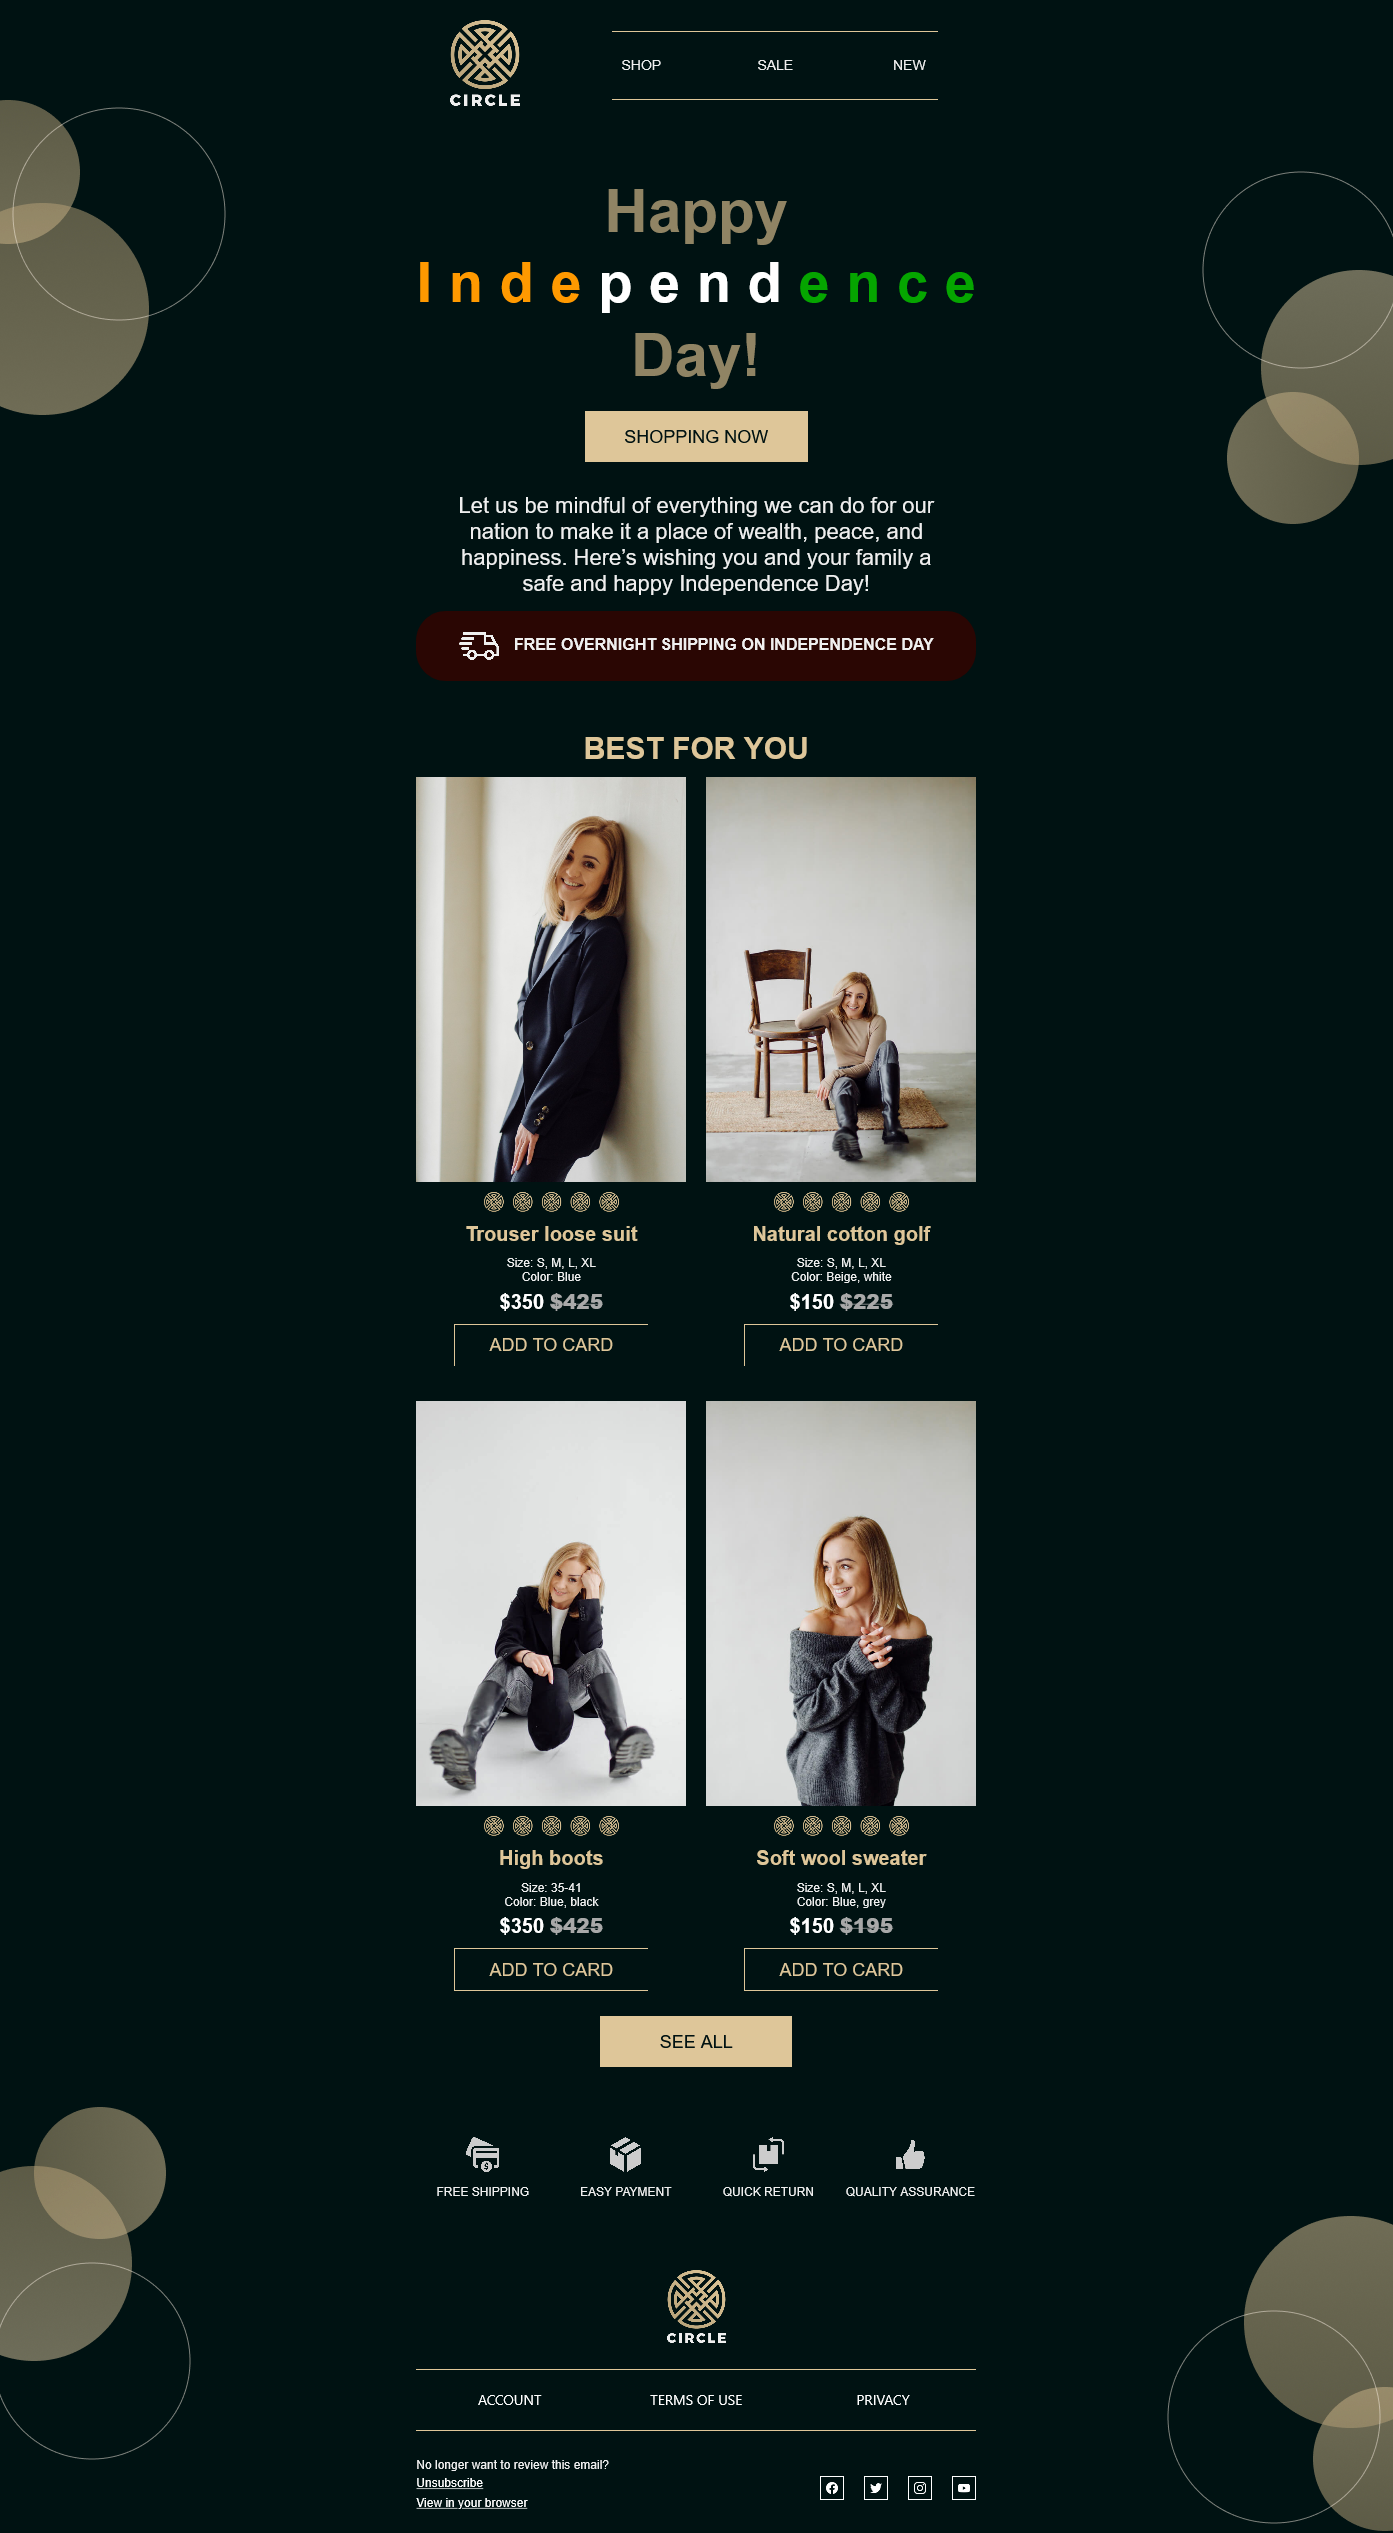 CIRCLE
SHOP SALE NEW
Happy
Independence
Day!
SHOPPING NOW
Let us be mindful of everything we can do for our
nation to make it a place of wealth, peace, and
happiness. Here’s wishing you and your family a
safe and happy Independence Day!
FREE OVERNIGHT SHIPPING ON INDEPENDENCE DAY
BEST FOR YOU
Trouser loose suit
Size: S, M, L, XL
Color: Blue
$350 $425
ADD TO CARD
Natural cotton golf
Size: S, M, L, XL
Color: Beige, white
$150 $225
ADD TO CARD
High boots
Size: 35-41
Color: Blue, black
$350 $425
ADD TO CARD
Soft wool sweater
Size: S, M, L, XL
Color: Blue, grey
$150 $195
ADD TO CARD
SEE ALL
FREE SHIPPING
EASY PAYMENT
QUICK RETURN
QUALITY ASSURANCE
CIRCLE
ACCOUNT TERMS OF USE PRIVACY
No longer want to review this email?
Unsubscribe
View in your browser